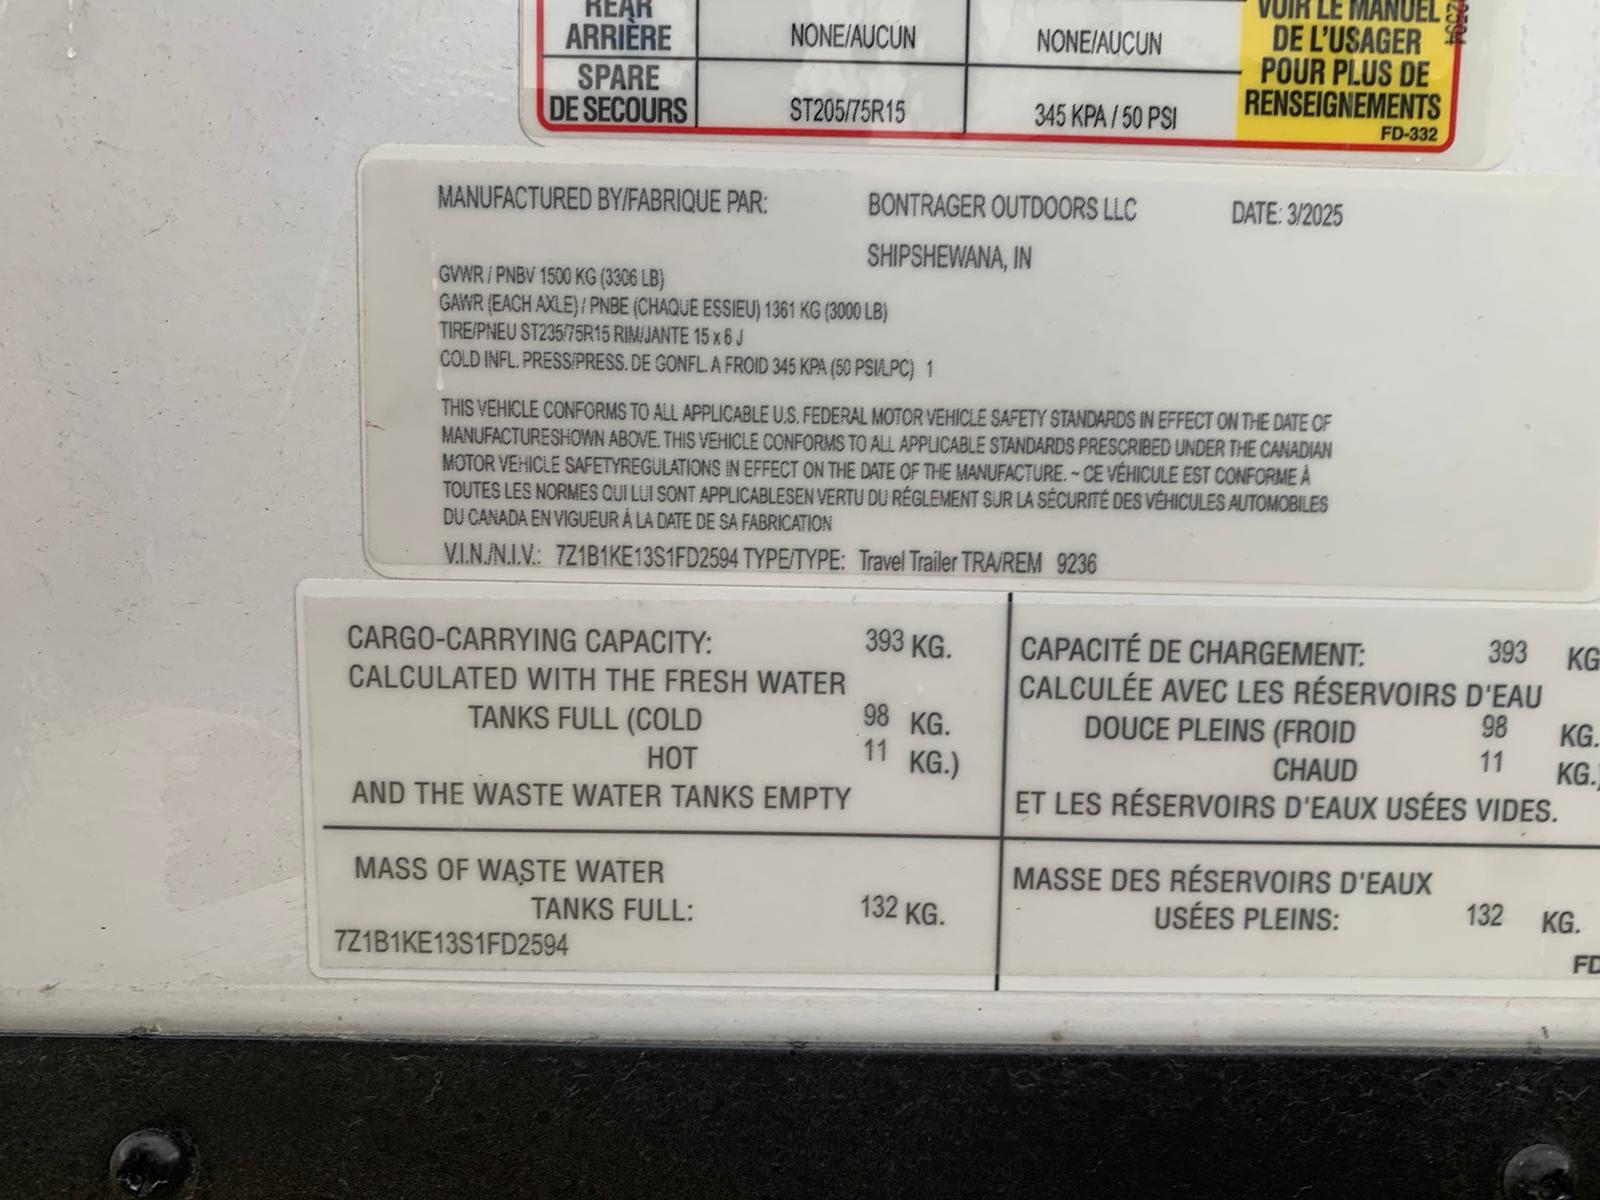 REAR
ARRIÈRE NONE/AUCUN NONE/AUCUN
SPARE
DE SECOURS ST205/75R15 345 KPA / 50 PSI
VOIR LE MANUEL
DE L'USAGER
POUR PLUS DE
RENSEIGNEMENTS
FD-332
MANUFACTURED BY/FABRIQUE PAR: BONTRAGER OUTDOORS LLC DATE: 3/2025
SHIPSHEWANA, IN
GVWR / PNBV 1500 KG (3306 LB)
GAWR (EACH AXLE) / PNBE (CHAQUE ESSIEU) 1361 KG (3000 LB)
TIRE/PNEU ST235/75R15 RIM/JANTE 15 x 6 J
COLD INFL. PRESS/PRESS. DE GONFL. A FROID 345 KPA (50 PSI/LPC) 1
THIS VEHICLE CONFORMS TO ALL APPLICABLE U.S. FEDERAL MOTOR VEHICLE SAFETY STANDARDS IN EFFECT ON THE DATE OF
MANUFACTURESHOWN ABOVE. THIS VEHICLE CONFORMS TO ALL APPLICABLE STANDARDS PRESCRIBED UNDER THE CANADIAN
MOTOR VEHICLE SAFETYREGULATIONS IN EFFECT ON THE DATE OF THE MANUFACTURE. ~ CE VÉHICULE EST CONFORME À
TOUTES LES NORMES QUI LUI SONT APPLICABLESEN VERTU DU RÉGLEMENT SUR LA SÉCURITÉ DES VÉHICULES AUTOMOBILES
DU CANADA EN VIGUEUR À LA DATE DE SA FABRICATION
V.I.N./N.I.V.: 7Z1B1KE13S1FD2594 TYPE/TYPE: Travel Trailer TRA/REM 9236
CARGO-CARRYING CAPACITY: 393 KG.
CALCULATED WITH THE FRESH WATER
TANKS FULL (COLD 98 KG.
HOT 11 KG.)
AND THE WASTE WATER TANKS EMPTY
CAPACITÉ DE CHARGEMENT: 393 KG
CALCULÉE AVEC LES RÉSERVOIRS D'EAU
DOUCE PLEINS (FROID 98 KG.
CHAUD 11 KG.)
ET LES RÉSERVOIRS D'EAUX USÉES VIDES.
MASS OF WASTE WATER
TANKS FULL: 132 KG.
7Z1B1KE13S1FD2594
MASSE DES RÉSERVOIRS D'EAUX
USÉES PLEINS: 132 KG.
FD